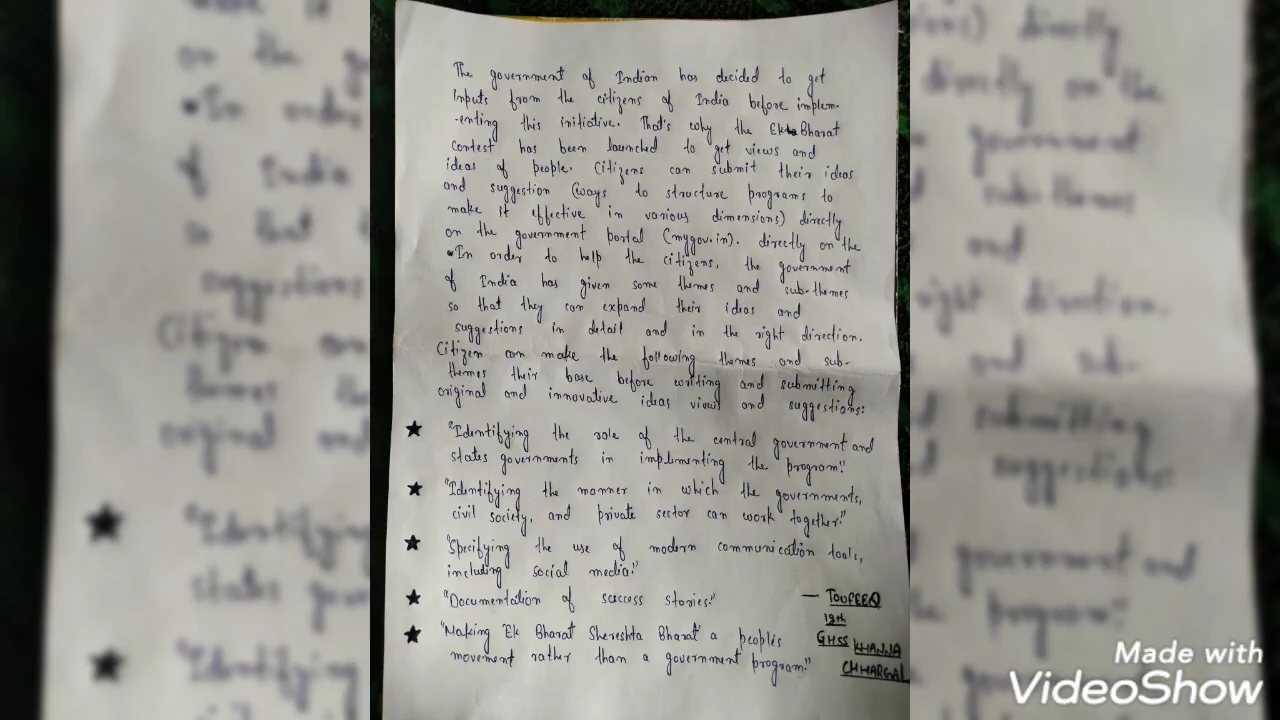 The government of Indian has decided to get
Inputs from the citizens of India before implem-
-enting this initiative. That's why the Ek Bharat
Contest has been launched to get views and
ideas of people. Citizens can submit their ideas
and suggestion (ways to structure programs to
make it effective in various dimensions) directly
on the government portal (mygov.in). directly on the
•In order to help the citizens, the government
of India has given some themes and sub-themes
so that they can expand their ideas and
suggestions in detail and in the right direction.
Citizen can make the following themes and sub-
themes their base before writing and submitting
original and innovative ideas views and suggestions:
★ "Identifying the role of the central government and
states governments in implementing the program."
★ "Identifying the manner in which the governments,
civil society, and private sector can work together."
★ "Specifying the use of modern communication tools,
including social media."
★ "Documentation of success stories."
★ "Making 'Ek Bharat Shereshta Bharat' a people's
movement rather than a government program."
— TOUFEEQ
12th
GHSS KHANNA
CHHARGAL
Made with
VideoShow